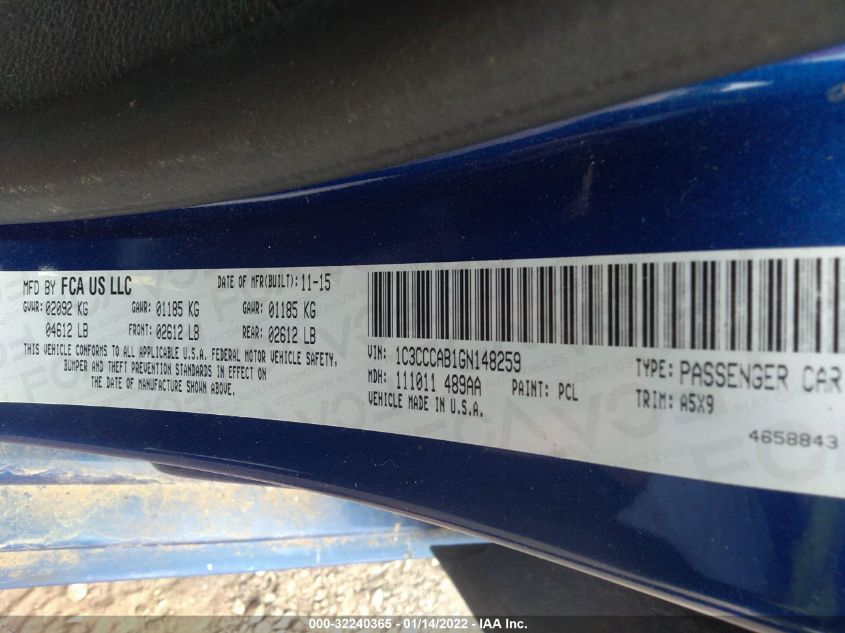 MFD BY FCA US LLC DATE OF MFR(BUILT): 11-15
GVWR: 02092 KG GAWR: 01185 KG GAWR: 01185 KG
04612 LB FRONT: 02612 LB REAR: 02612 LB
THIS VEHICLE CONFORMS TO ALL APPLICABLE U.S.A. FEDERAL MOTOR VEHICLE SAFETY,
BUMPER AND THEFT PREVENTION STANDARDS IN EFFECT ON
THE DATE OF MANUFACTURE SHOWN ABOVE.
VIN: 1C3CCCAB1GN148259 TYPE: PASSENGER CAR
MDH: 111011 489AA PAINT: PCL TRIM: A5X9
VEHICLE MADE IN U.S.A.
4658843
000-32240365 - 01/14/2022 - IAA Inc.